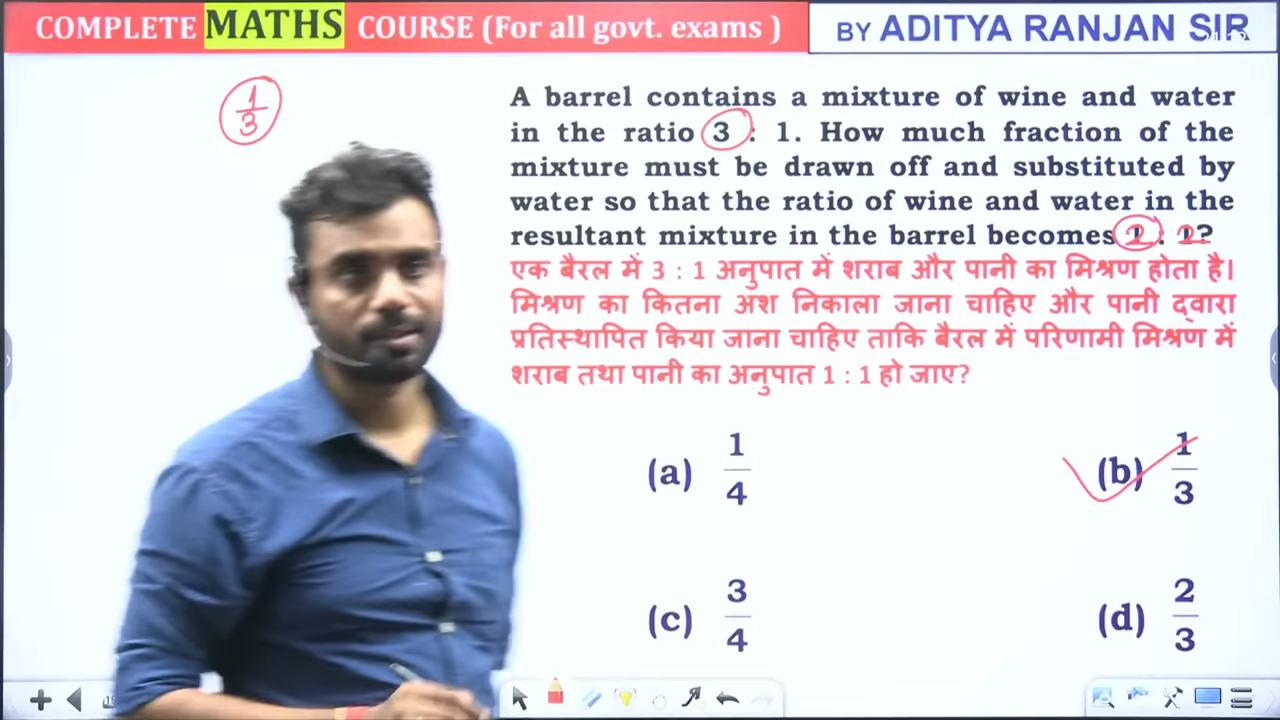 COMPLETE MATHS COURSE (For all govt. exams )
BY ADITYA RANJAN SIR
1
3
A barrel contains a mixture of wine and water
in the ratio 3 : 1. How much fraction of the
mixture must be drawn off and substituted by
water so that the ratio of wine and water in the
resultant mixture in the barrel becomes 2 : 2?
एक बैरल में 3 : 1 अनुपात में शराब और पानी का मिश्रण होता है।
मिश्रण का कितना अश निकाला जाना चाहिए और पानी द्वारा
प्रतिस्थापित किया जाना चाहिए ताकि बैरल में परिणामी मिश्रण में
शराब तथा पानी का अनुपात 1 : 1 हो जाए?
(a) 1/4
(b) 1/3
(c) 3/4
(d) 2/3